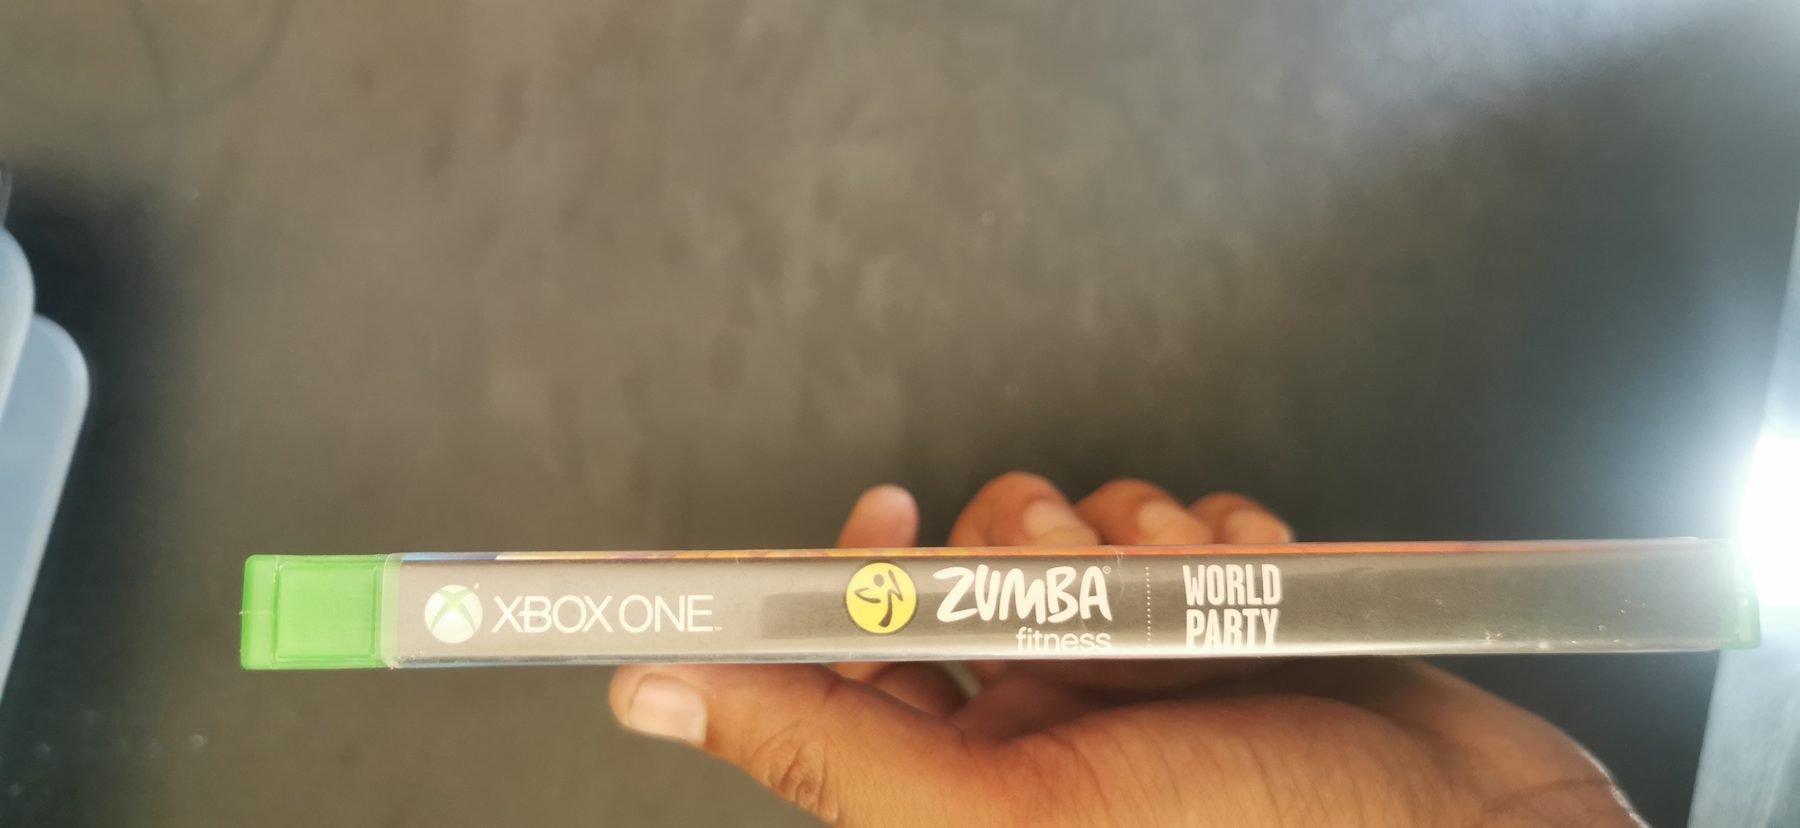 XBOX ONE
ZUMBA®
fitness
WORLD
PARTY